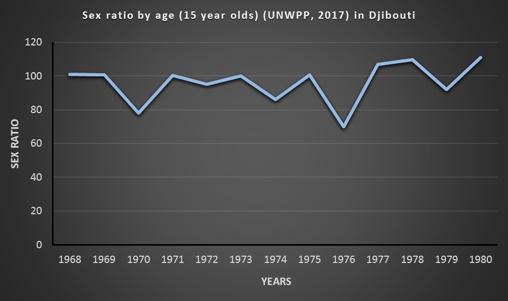 Sex ratio by age (15 year olds) (UNWPP, 2017) in Djibouti
120
100
80
60
40
20
0
SEX RATIO
1968 1969 1970 1971 1972 1973 1974 1975 1976 1977 1978 1979 1980
YEARS